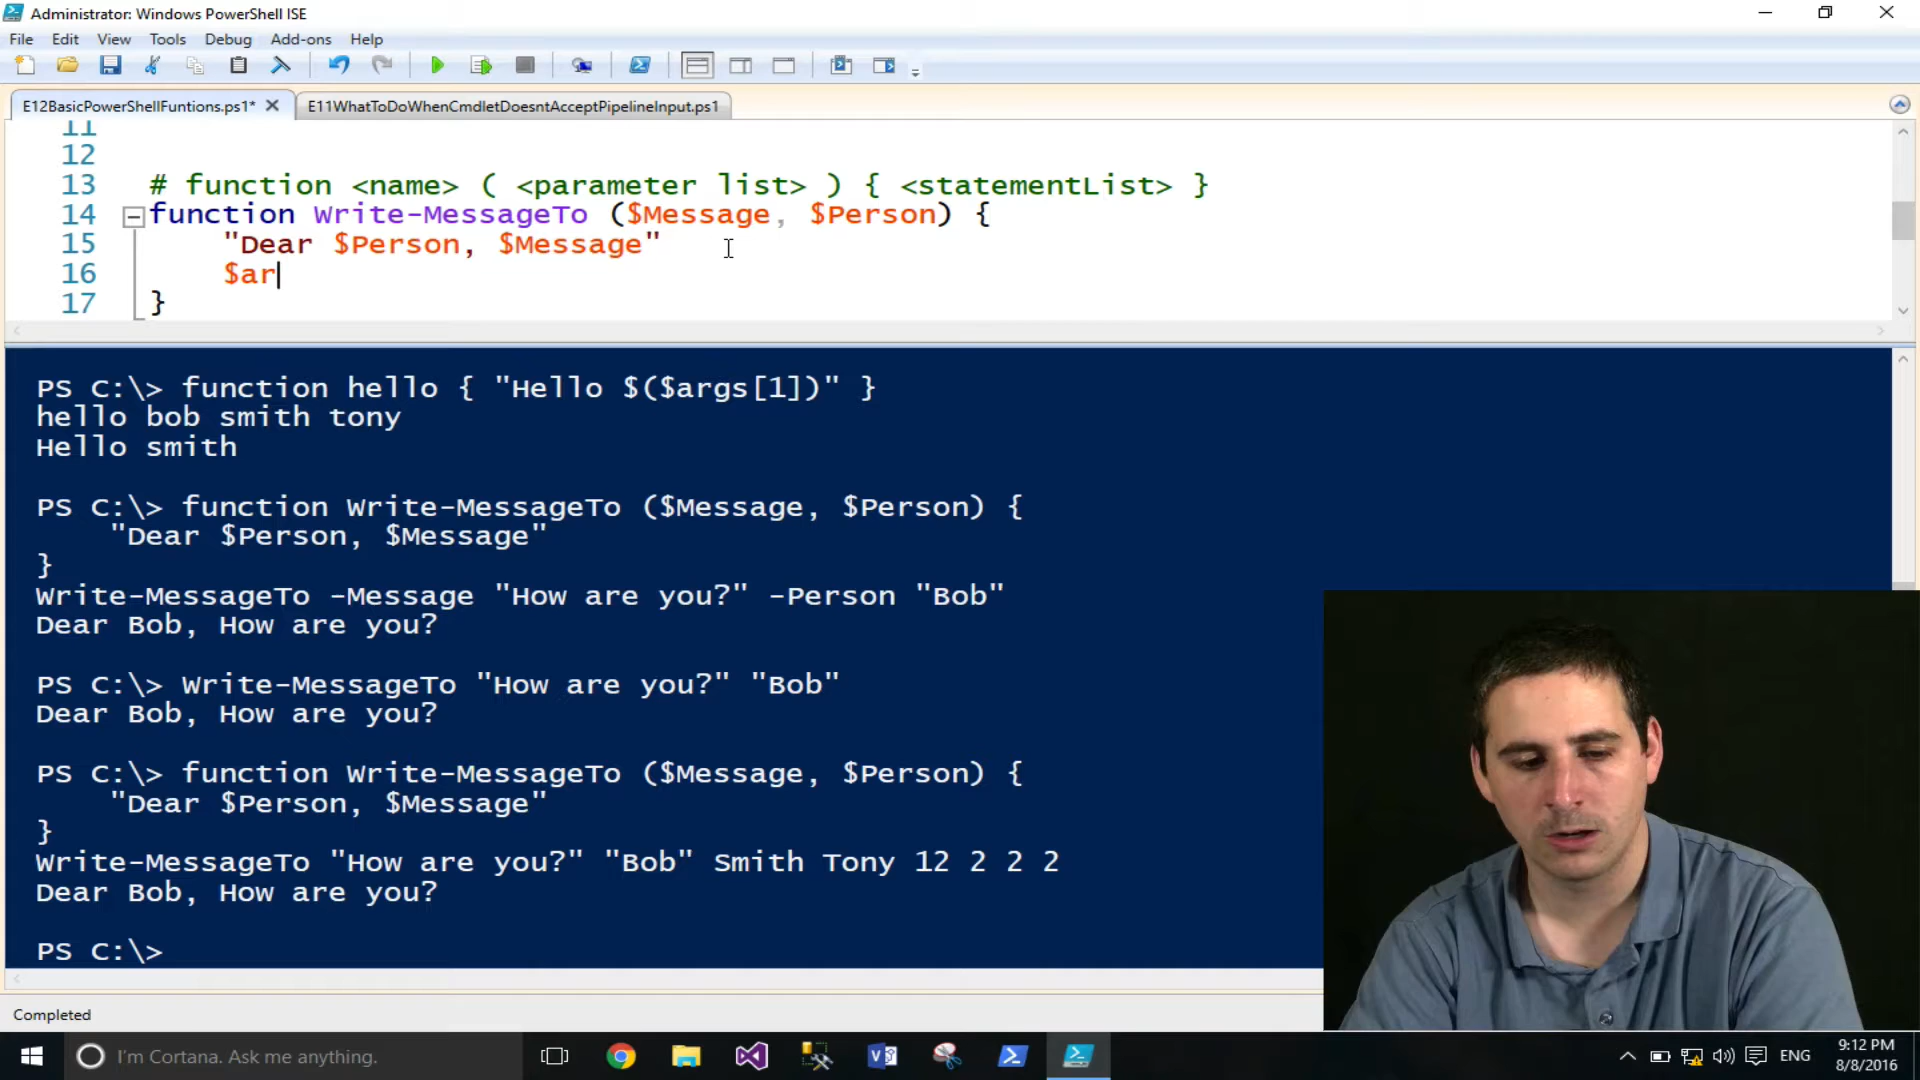 Administrator: Windows PowerShell ISE
File Edit View Tools Debug Add-ons Help
E12BasicPowerShellFuntions.ps1* E11WhatToDoWhenCmdletDoesntAcceptPipelineInput.ps1
11
12
13 # function <name> ( <parameter list> ) { <statementList> }
14 function Write-MessageTo ($Message, $Person) {
15 "Dear $Person, $Message"
16 $ar
17 }
PS C:\> function hello { "Hello $($args[1])" }
hello bob smith tony
Hello smith
PS C:\> function Write-MessageTo ($Message, $Person) {
"Dear $Person, $Message"
}
Write-MessageTo -Message "How are you?" -Person "Bob"
Dear Bob, How are you?
PS C:\> Write-MessageTo "How are you?" "Bob"
Dear Bob, How are you?
PS C:\> function Write-MessageTo ($Message, $Person) {
"Dear $Person, $Message"
}
Write-MessageTo "How are you?" "Bob" Smith Tony 12 2 2 2
Dear Bob, How are you?
PS C:\>
Completed
I'm Cortana. Ask me anything.
ENG
9:12 PM
8/8/2016